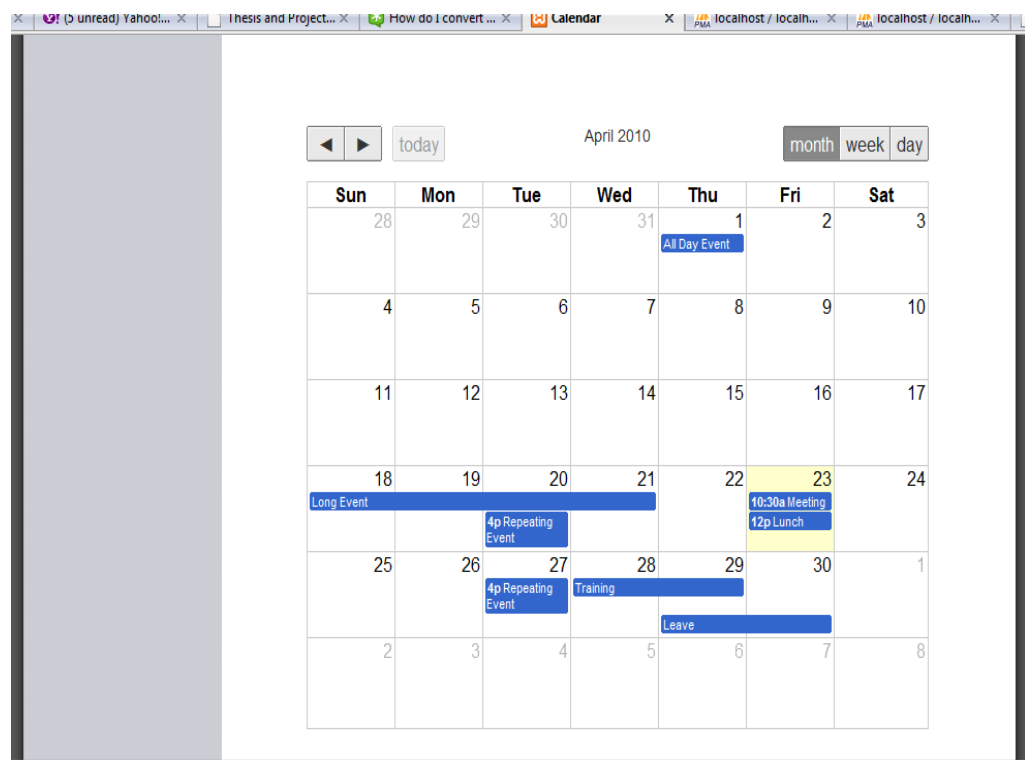 (5 unread) Yahoo!... Thesis and Project... How do I convert ... Calendar localhost / localh... localhost / localh...
today April 2010 month week day
Sun Mon Tue Wed Thu Fri Sat
28 29 30 31 1 2 3
All Day Event
4 5 6 7 8 9 10
11 12 13 14 15 16 17
18 19 20 21 22 23 24
Long Event 10:30a Meeting
4p Repeating 12p Lunch
Event
25 26 27 28 29 30 1
4p Repeating Training
Event
Leave
2 3 4 5 6 7 8